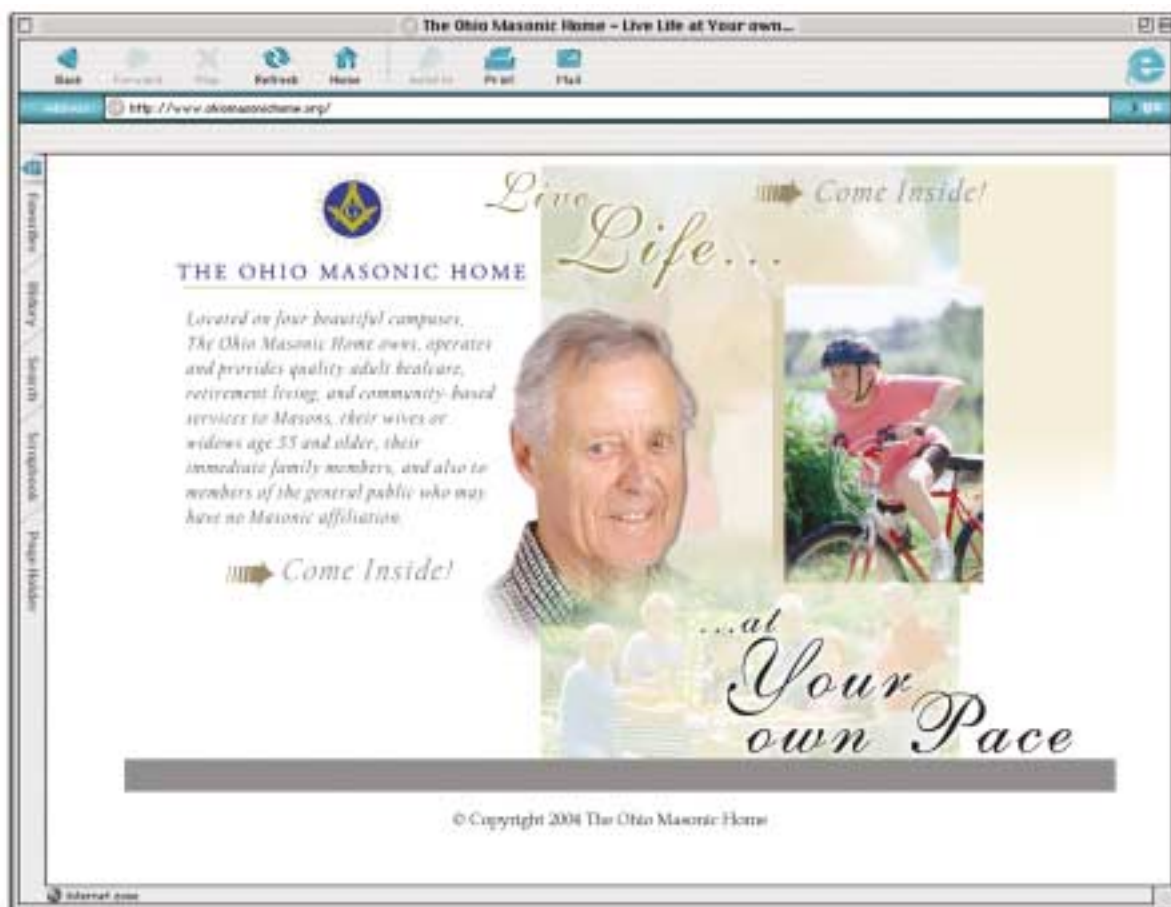 The Ohio Masonic Home – Live Life at Your own...
Back
Forward
Stop
Refresh
Home
AutoFill
Print
Mail
Address
http://www.ohiomasonichome.org/
go
Favorites
History
Search
Scrapbook
Page Holder
G
THE OHIO MASONIC HOME
Located on four beautiful campuses,
The Ohio Masonic Home owns, operates
and provides quality adult healcare,
retirement living, and community-based
services to Masons, their wives or
widows age 55 and older, their
immediate family members, and also to
members of the general public who may
have no Masonic affiliation.
Come Inside!
Live
Life...
Come Inside!
...at
Your
own Pace
© Copyright 2004 The Ohio Masonic Home
Internet zone